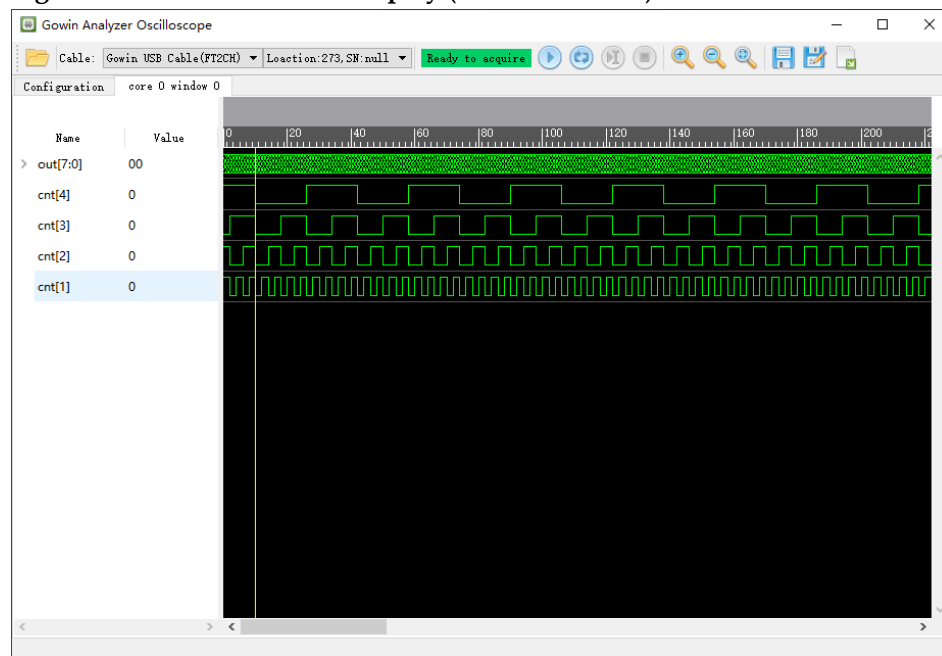 Gowin Analyzer Oscilloscope
Cable: Gowin USB Cable(FT2CH) Loaction:273,SN:null Ready to acquire
Configuration core 0 window 0
Name Value
0 20 40 60 80 100 120 140 160 180 200
out[7:0] 00
cnt[4] 0
cnt[3] 0
cnt[2] 0
cnt[1] 0